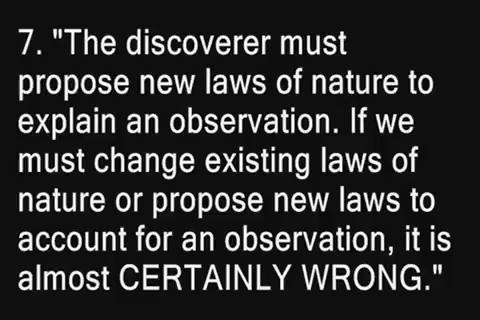 7. "The discoverer must
propose new laws of nature to
explain an observation. If we
must change existing laws of
nature or propose new laws to
account for an observation, it is
almost CERTAINLY WRONG."